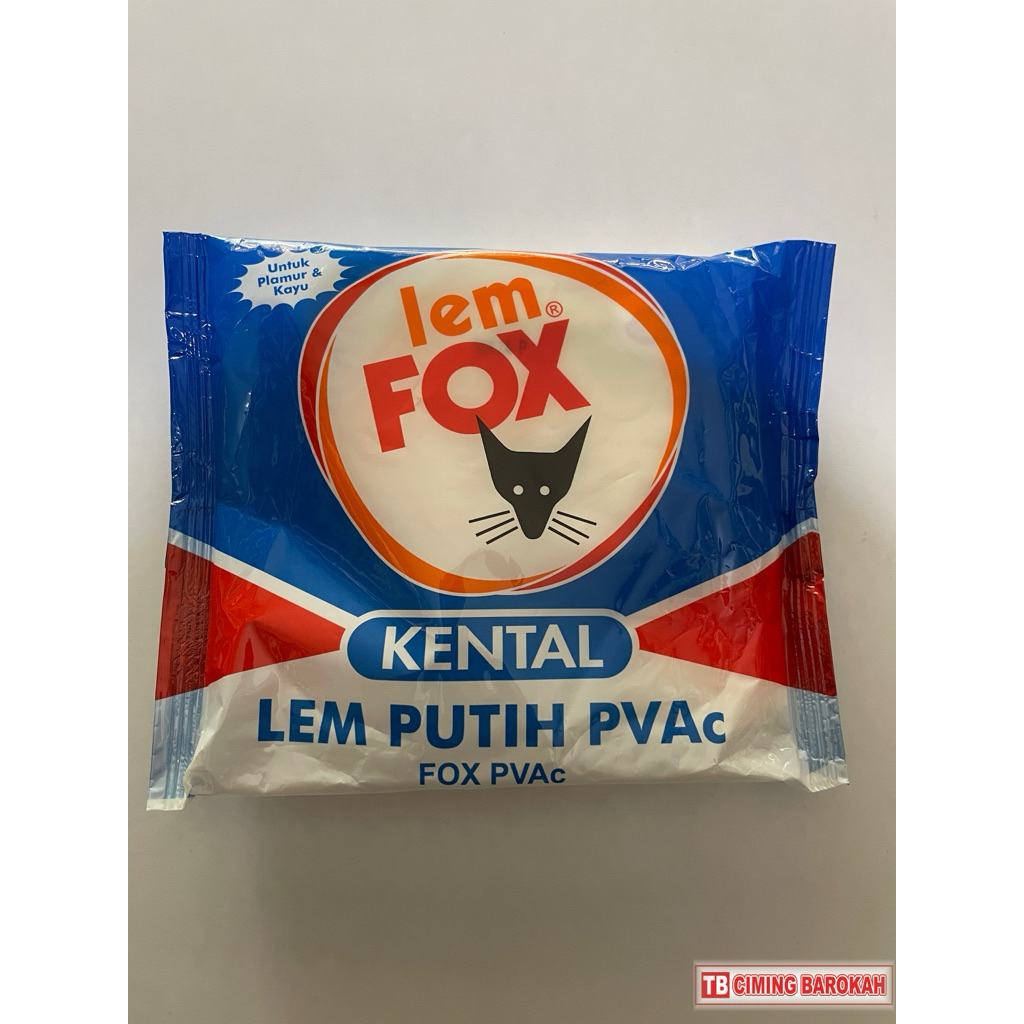 Untuk
Plamur &
Kayu
lem®
FOX
KENTAL
LEM PUTIH PVAc
FOX PVAc
TB CIMING BAROKAH